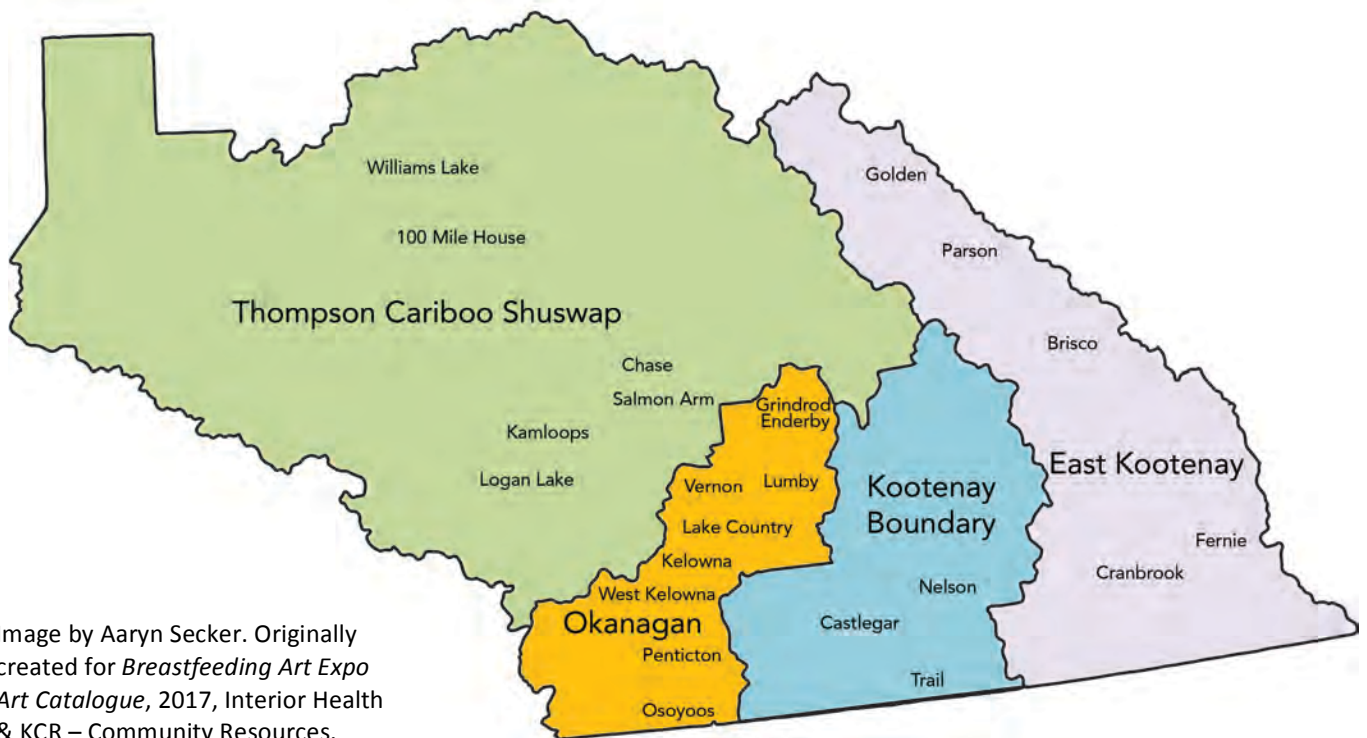 Williams Lake
Golden
100 Mile House
Parson
Thompson Cariboo Shuswap
Brisco
Chase
Salmon Arm
Grindrod
Enderby
Kamloops
East Kootenay
Logan Lake
Vernon
Lumby
Kootenay
Boundary
Lake Country
Fernie
Kelowna
Cranbrook
West Kelowna
Nelson
Okanagan
Castlegar
Penticton
Trail
Osoyoos
Image by Aaryn Secker. Originally
created for Breastfeeding Art Expo
Art Catalogue, 2017, Interior Health
& KCR – Community Resources.